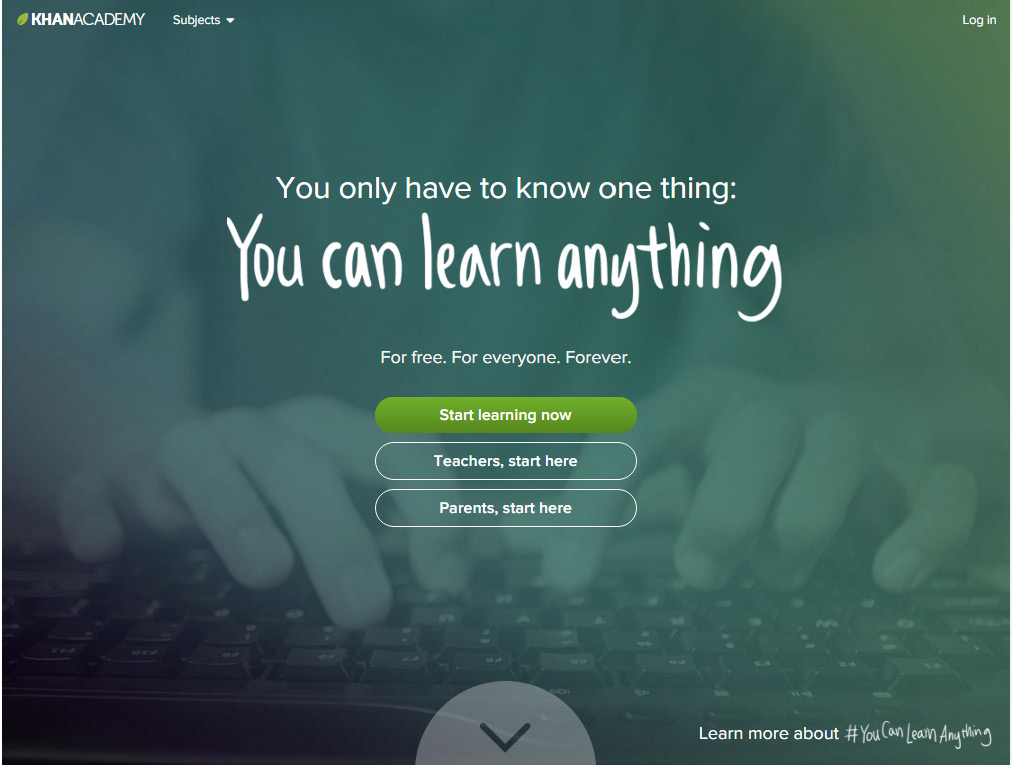 KHANACADEMY Subjects Log in
You only have to know one thing:
You can learn anything
For free. For everyone. Forever.
Start learning now
Teachers, start here
Parents, start here
Learn more about #YouCanLearnAnything